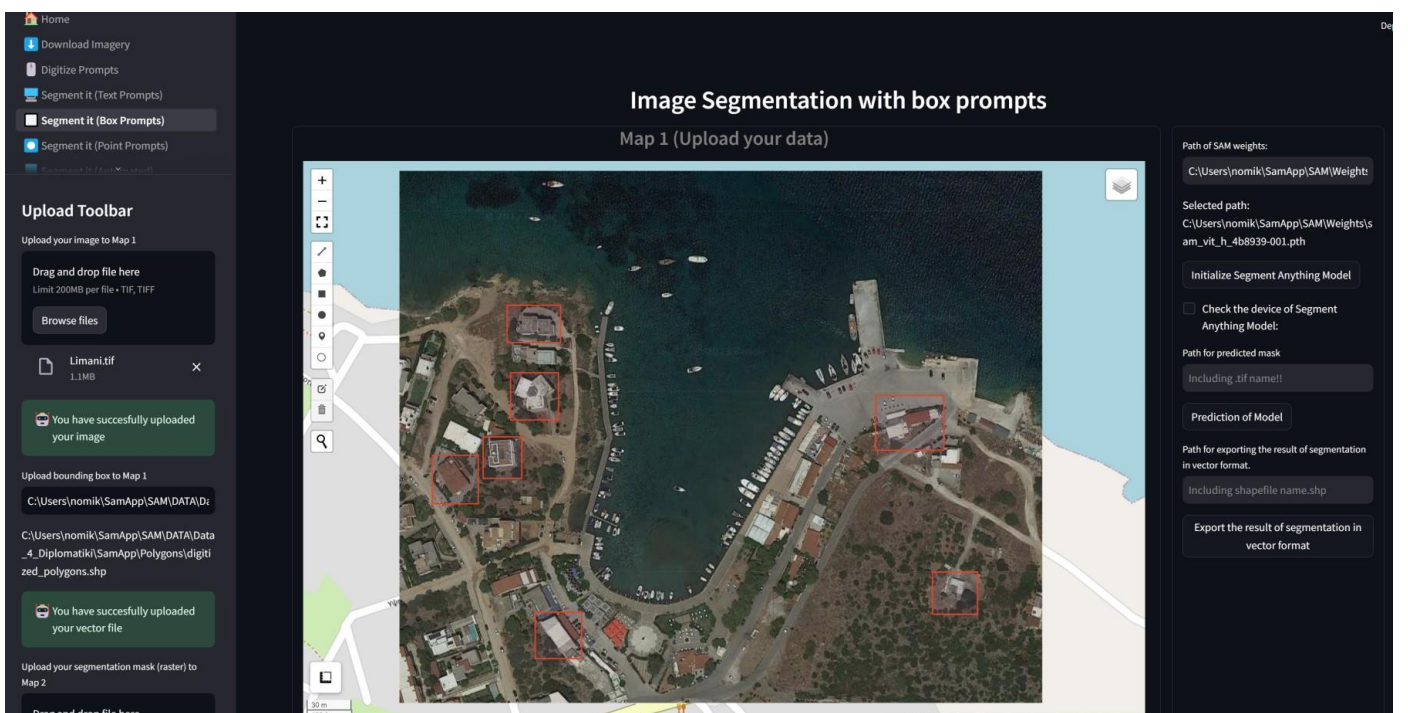 Home
Download Imagery
Digitize Prompts
Segment it (Text Prompts)
Segment it (Box Prompts)
Segment it (Point Prompts)
Upload Toolbar
Upload your image to Map 1
Drag and drop file here
Limit 200MB per file • TIF, TIFF
Browse files
Limani.tif
1.1MB
You have succesfully uploaded
your image
Upload bounding box to Map 1
C:\Users\nomik\SamApp\SAM\DATA\Da
C:\Users\nomik\SamApp\SAM\DATA\Data
_4_Diplomatiki\SamApp\Polygons\digiti
zed_polygons.shp
You have succesfully uploaded
your vector file
Upload your segmentation mask (raster) to
Map 2
Drag and drop file here
Image Segmentation with box prompts
Map 1 (Upload your data)
30 m
De
Path of SAM weights:
C:\Users\nomik\SamApp\SAM\Weights
Selected path:
C:\Users\nomik\SamApp\SAM\Weights\s
am_vit_h_4b8939-001.pth
Initialize Segment Anything Model
Check the device of Segment
Anything Model:
Path for predicted mask
Including .tif name!!
Prediction of Model
Path for exporting the result of segmentation
in vector format.
Including shapefile name.shp
Export the result of segmentation in
vector format